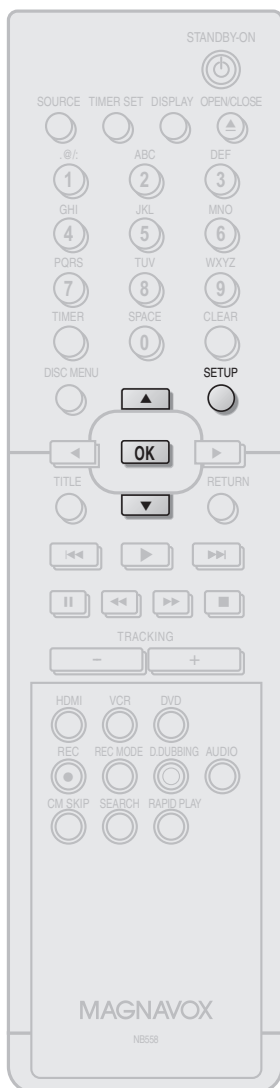 STANDBY-ON
SOURCE TIMER SET DISPLAY OPEN/CLOSE
.@/: ABC DEF
1 2 3
GHI JKL MNO
4 5 6
PQRS TUV WXYZ
7 8 9
TIMER SPACE CLEAR
0
DISC MENU SETUP
OK
TITLE RETURN
TRACKING
- +
HDMI VCR DVD
REC REC MODE D.DUBBING AUDIO
CM SKIP SEARCH RAPID PLAY
MAGNAVOX
NB558